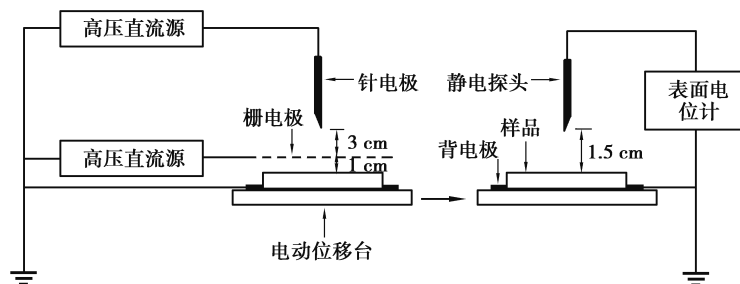 高压直流源
针电极
静电探头
表面电
位计
栅电极
3 cm
样品
高压直流源
背电极
1.5 cm
1 cm
电动位移台